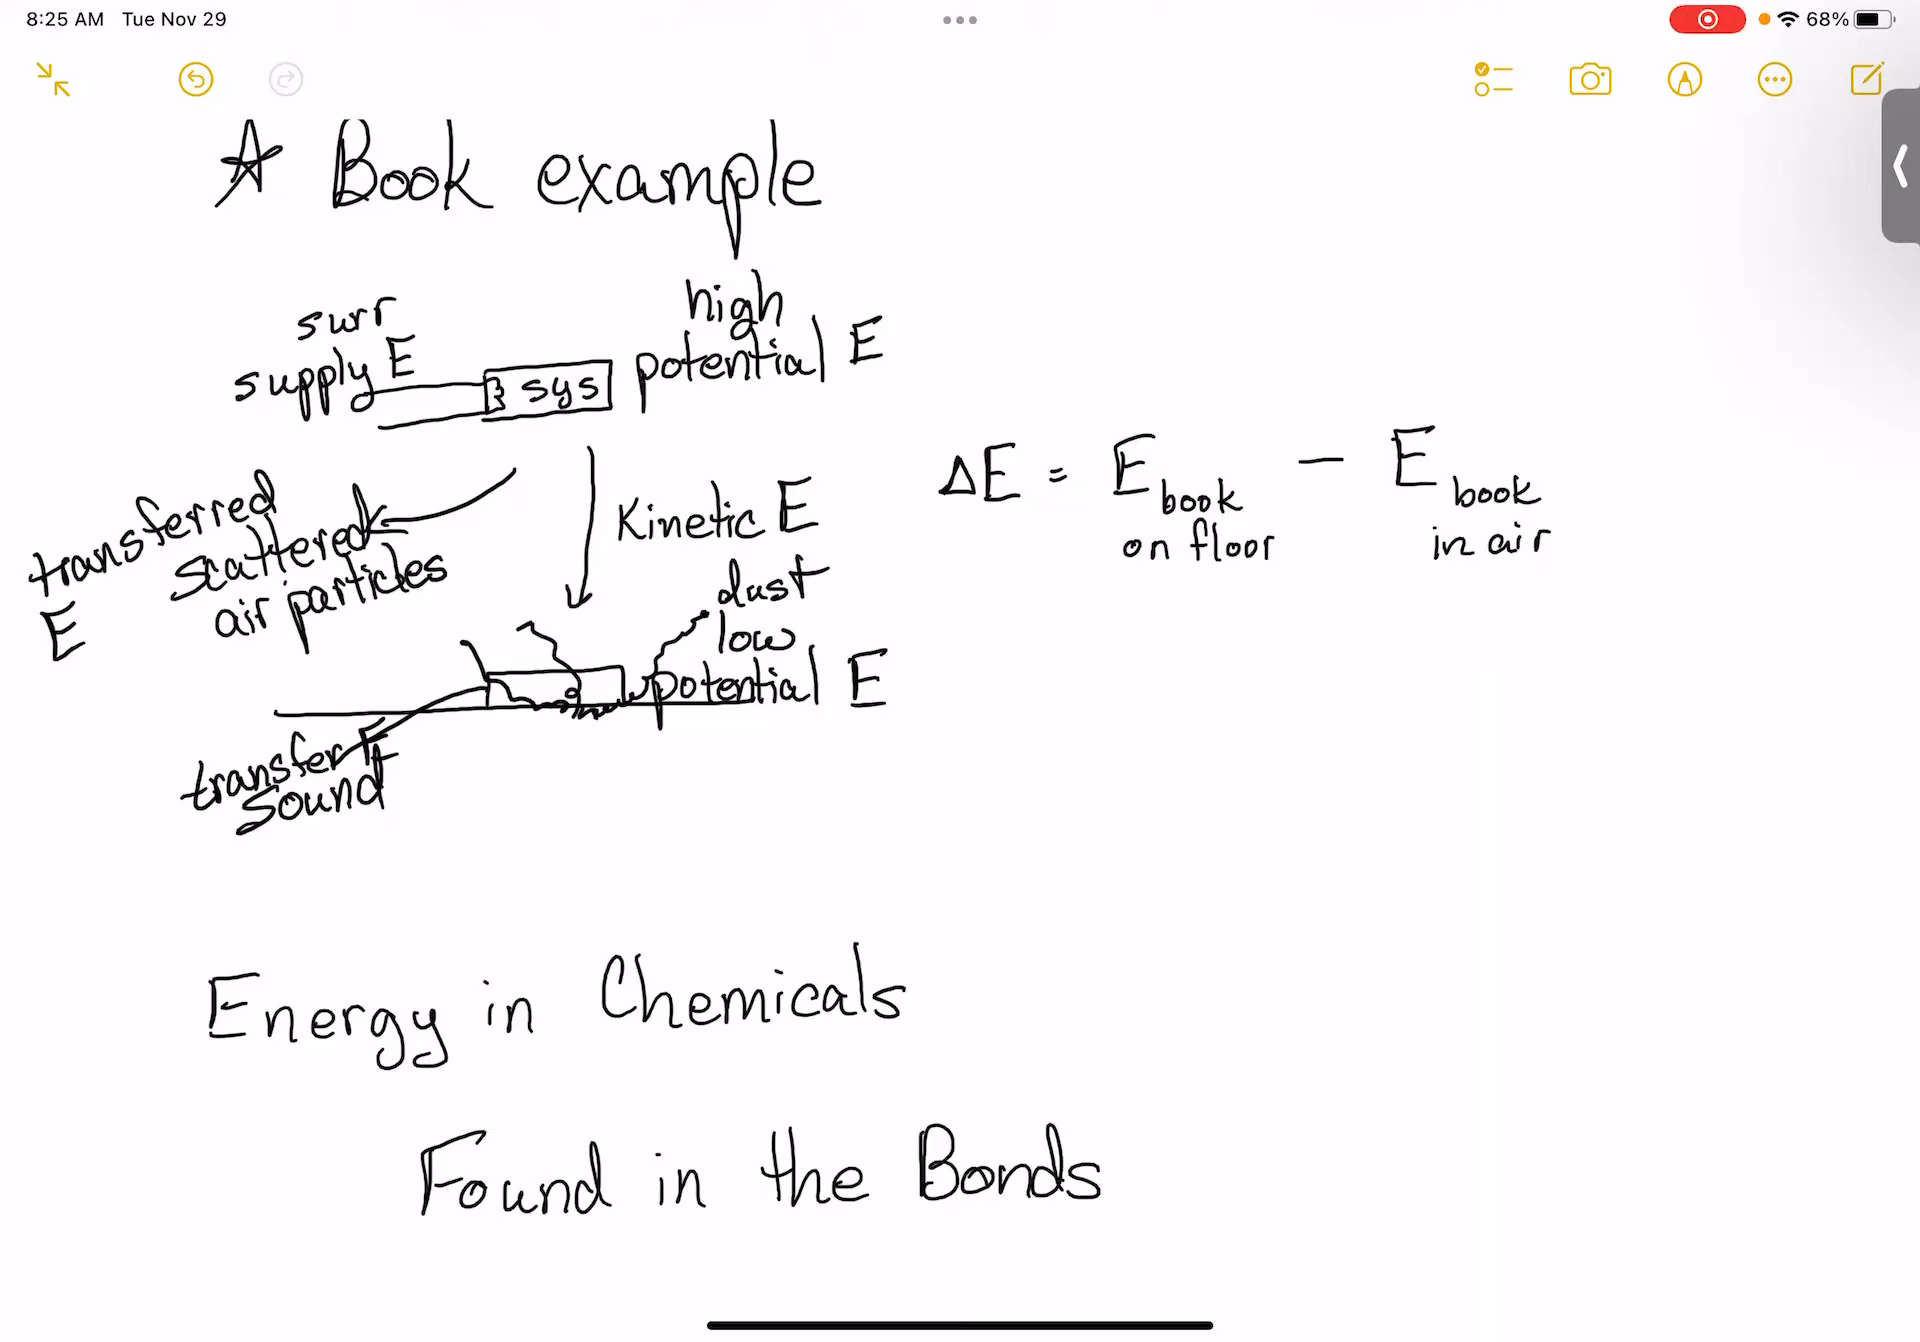 8:25 AM Tue Nov 29
68%
☆ Book example
surr
supply E
sys
high
potential E
transferred
E
scattered
air particles
Kinetic E
dust
low
potential E
transfer E
sound
ΔE = E book on floor — E book in air
Energy in Chemicals
Found in the Bonds